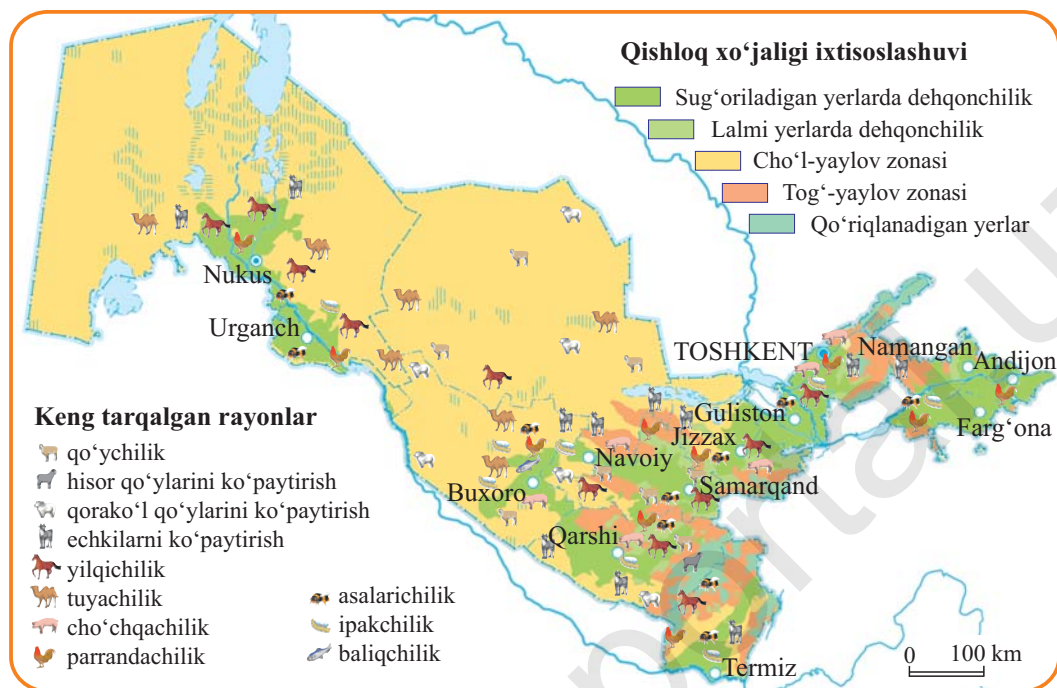 Qishloq xo‘jaligi ixtisoslashuvi
Sug‘oriladigan yerlarda dehqonchilik
Lalmi yerlarda dehqonchilik
Cho‘l-yaylov zonasi
Tog‘-yaylov zonasi
Qo‘riqlanadigan yerlar
Nukus
Urganch
TOSHKENT
Namangan
Andijon
Guliston
Farg‘ona
Jizzax
Navoiy
Samarqand
Buxoro
Qarshi
Termiz
Keng tarqalgan rayonlar
qo‘ychilik
hisor qo‘ylarini ko‘paytirish
qorako‘l qo‘ylarini ko‘paytirish
echkilarni ko‘paytirish
yilqichilik
tuyachilik
cho‘chqachilik
parrandachilik
asalarichilik
ipakchilik
baliqchilik
0 100 km